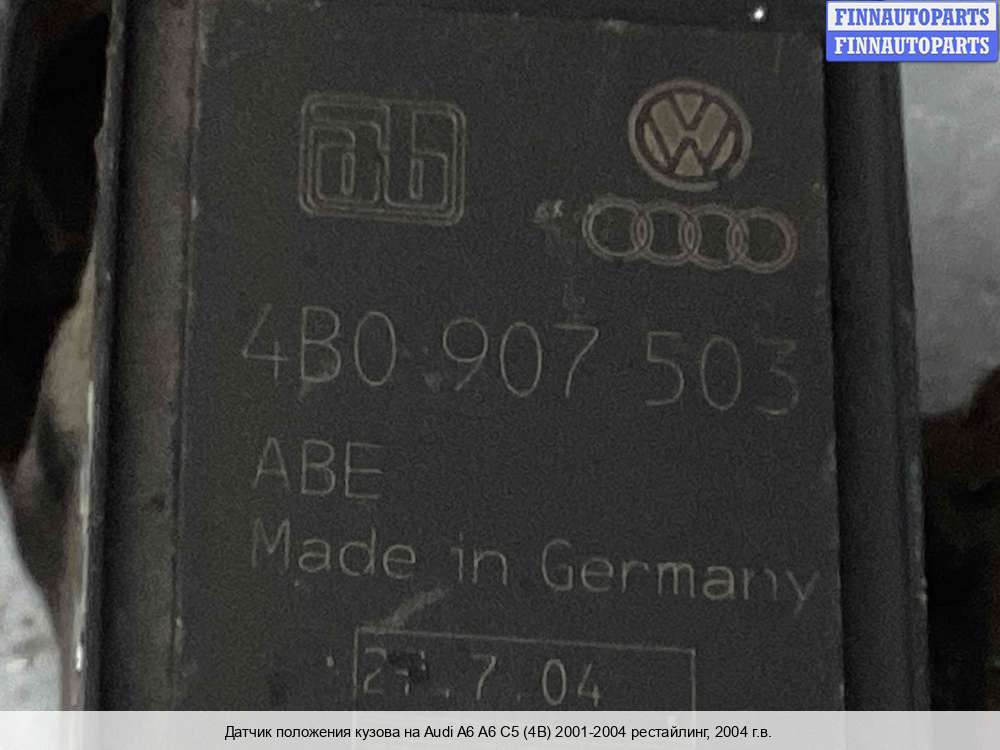 FINNAUTOPARTS
FINNAUTOPARTS
ab
4B0 907 503
ABE
Made in Germany
.7.04
Датчик положения кузова на Audi A6 A6 C5 (4B) 2001-2004 рестайлинг, 2004 г.в.